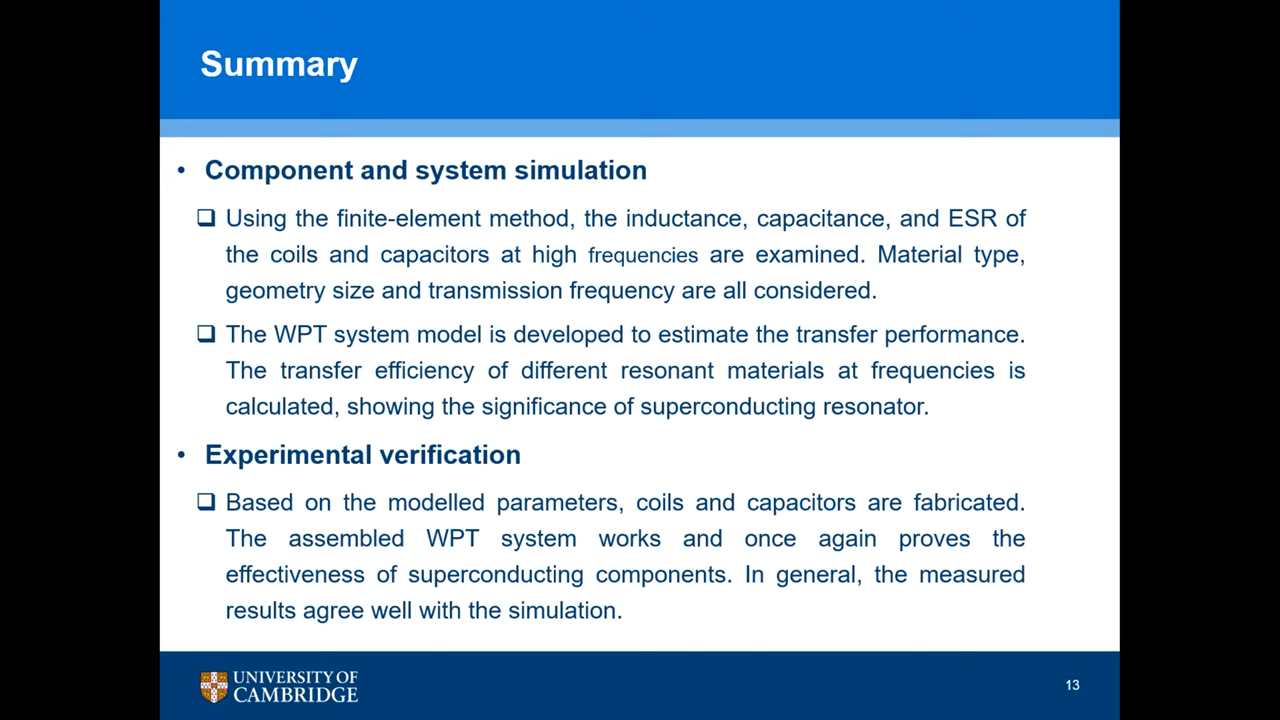 Summary
• Component and system simulation
❑ Using the finite-element method, the inductance, capacitance, and ESR of
the coils and capacitors at high frequencies are examined. Material type,
geometry size and transmission frequency are all considered.
❑ The WPT system model is developed to estimate the transfer performance.
The transfer efficiency of different resonant materials at frequencies is
calculated, showing the significance of superconducting resonator.
• Experimental verification
❑ Based on the modelled parameters, coils and capacitors are fabricated.
The assembled WPT system works and once again proves the
effectiveness of superconducting components. In general, the measured
results agree well with the simulation.
UNIVERSITY OF
CAMBRIDGE
13